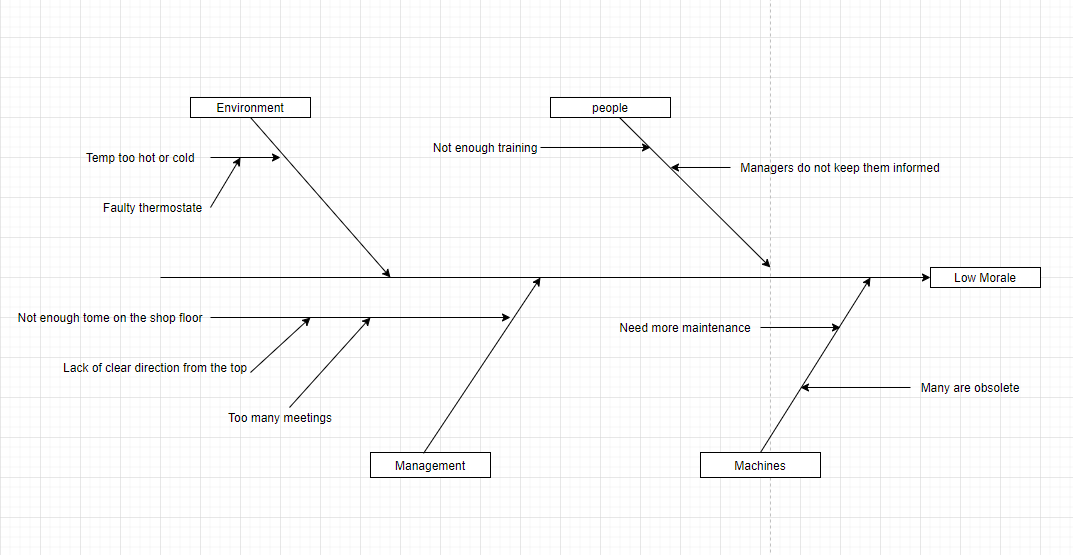 Environment
people
Not enough training
Temp too hot or cold
Managers do not keep them informed
Faulty thermostate
Low Morale
Not enough tome on the shop floor
Need more maintenance
Lack of clear direction from the top
Many are obsolete
Too many meetings
Management
Machines